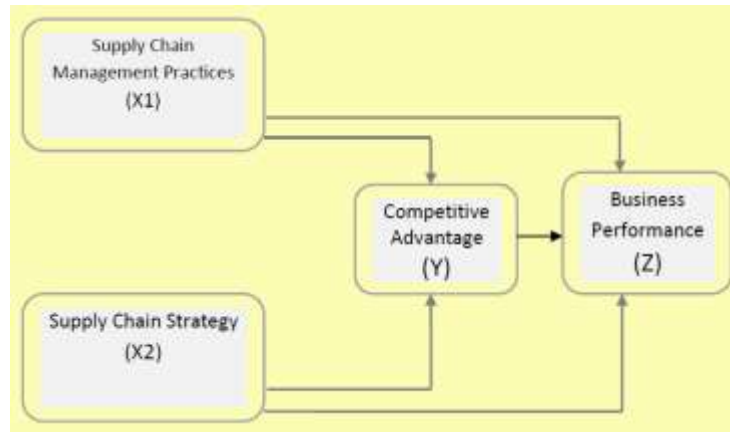 Supply Chain
Management Practices
(X1)
Competitive
Advantage
(Y)
Business
Performance
(Z)
Supply Chain Strategy
(X2)